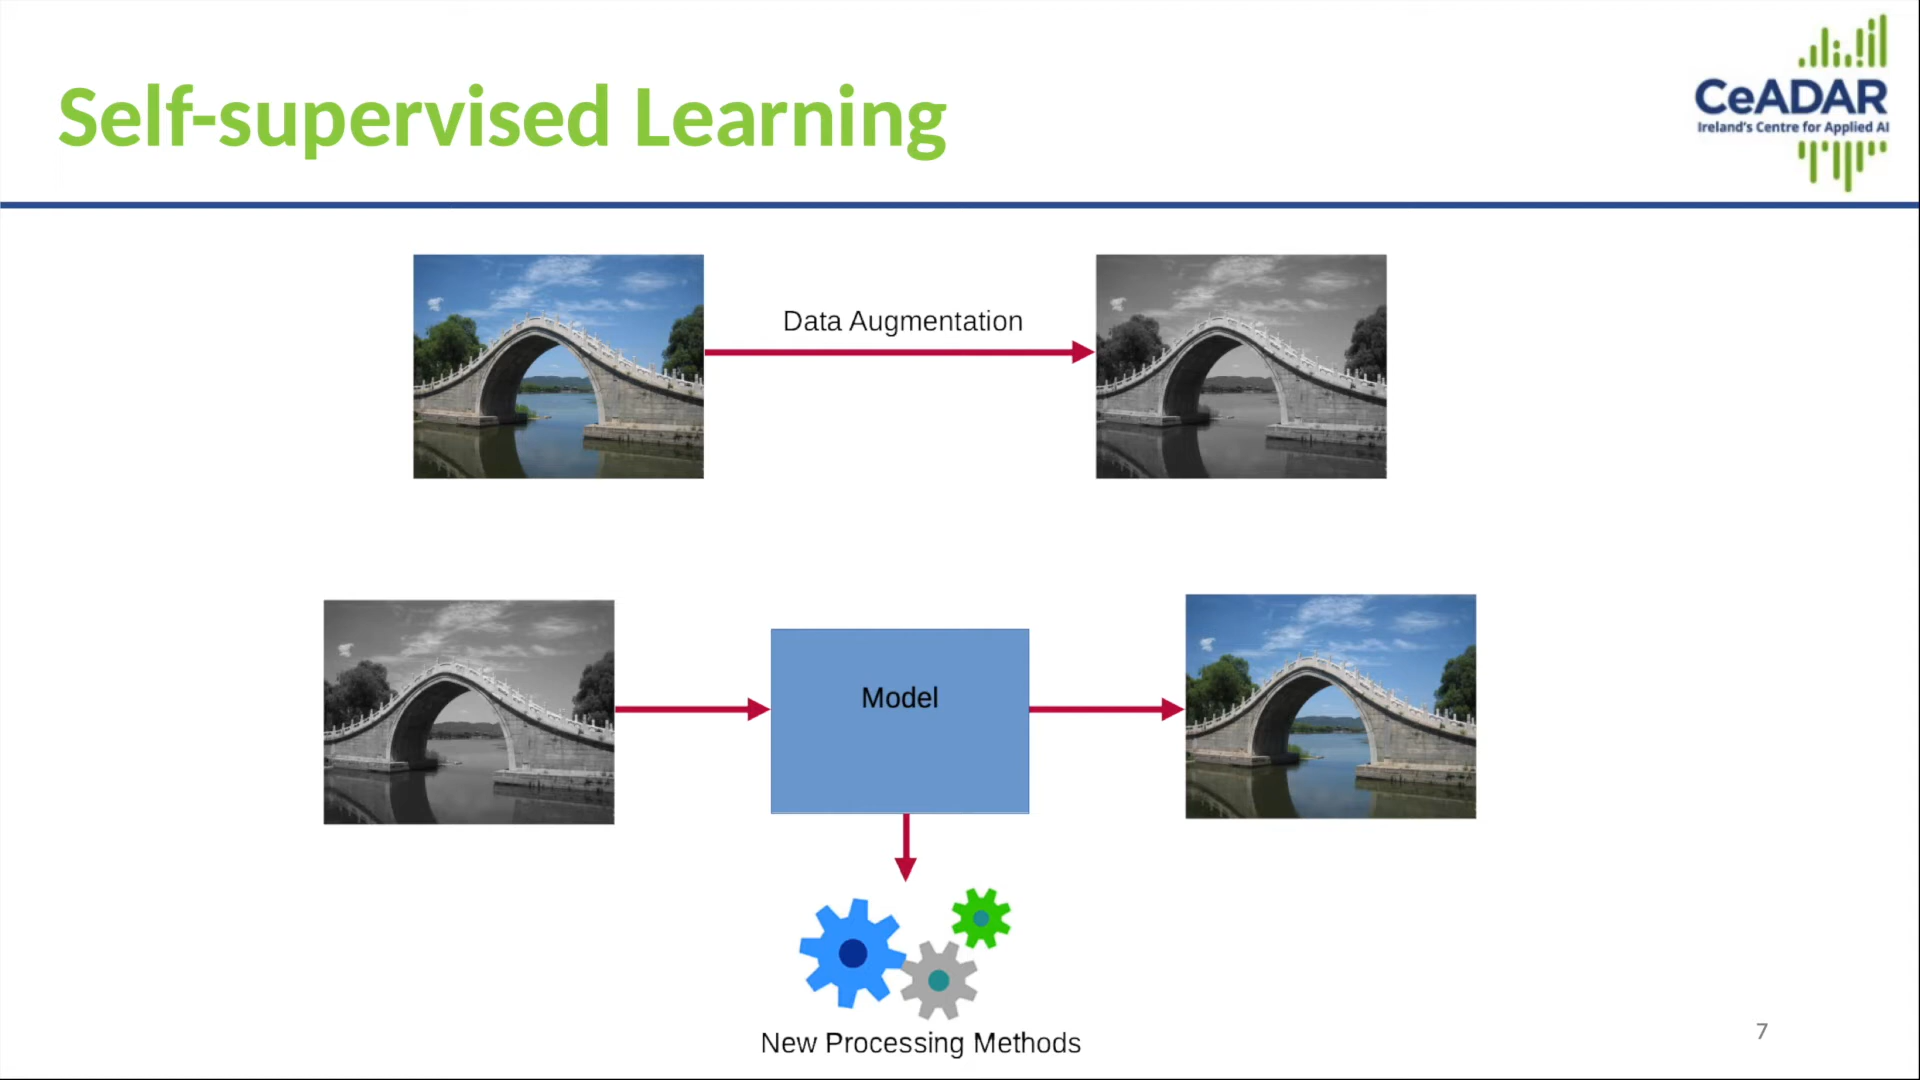 Self-supervised Learning
CeADAR
Ireland's Centre for Applied AI
Data Augmentation
Model
New Processing Methods
7